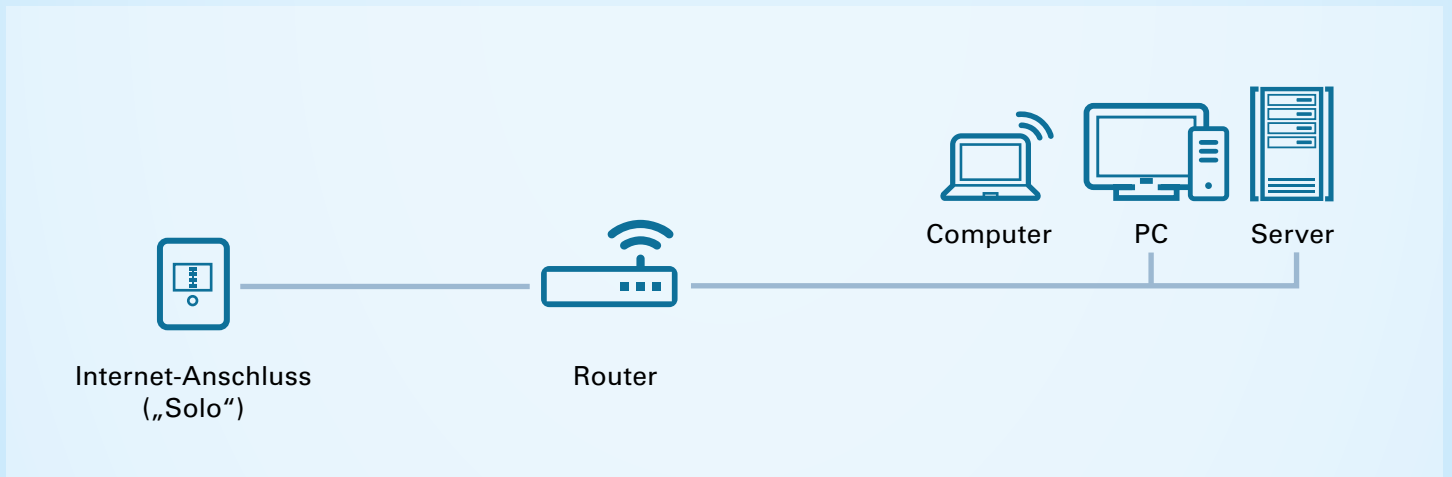 Computer
PC
Server
Internet-Anschluss
(„Solo“)
Router